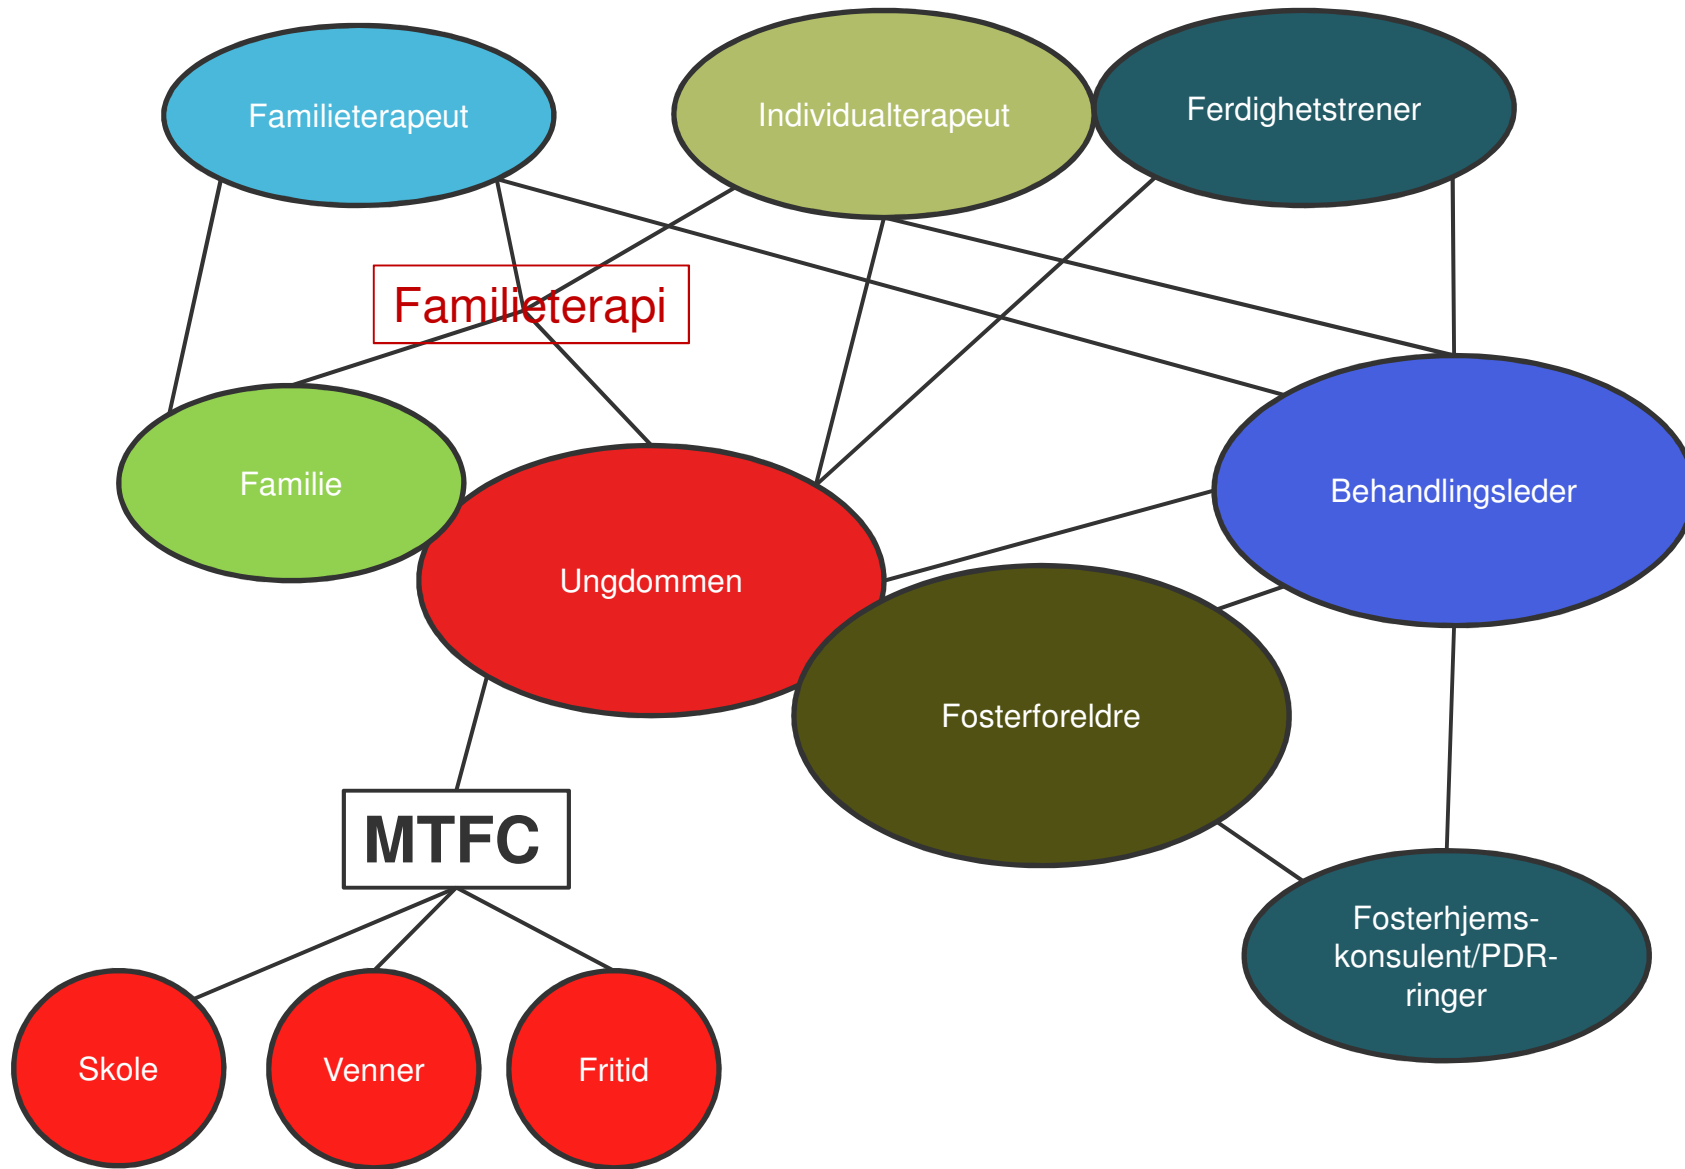 Familieterapeut
Individualterapeut
Ferdighetstrener
Familieterapi
Familie
Behandlingsleder
Ungdommen
Fosterforeldre
MTFC
Fosterhjems-
konsulent/PDR-
ringer
Skole
Venner
Fritid